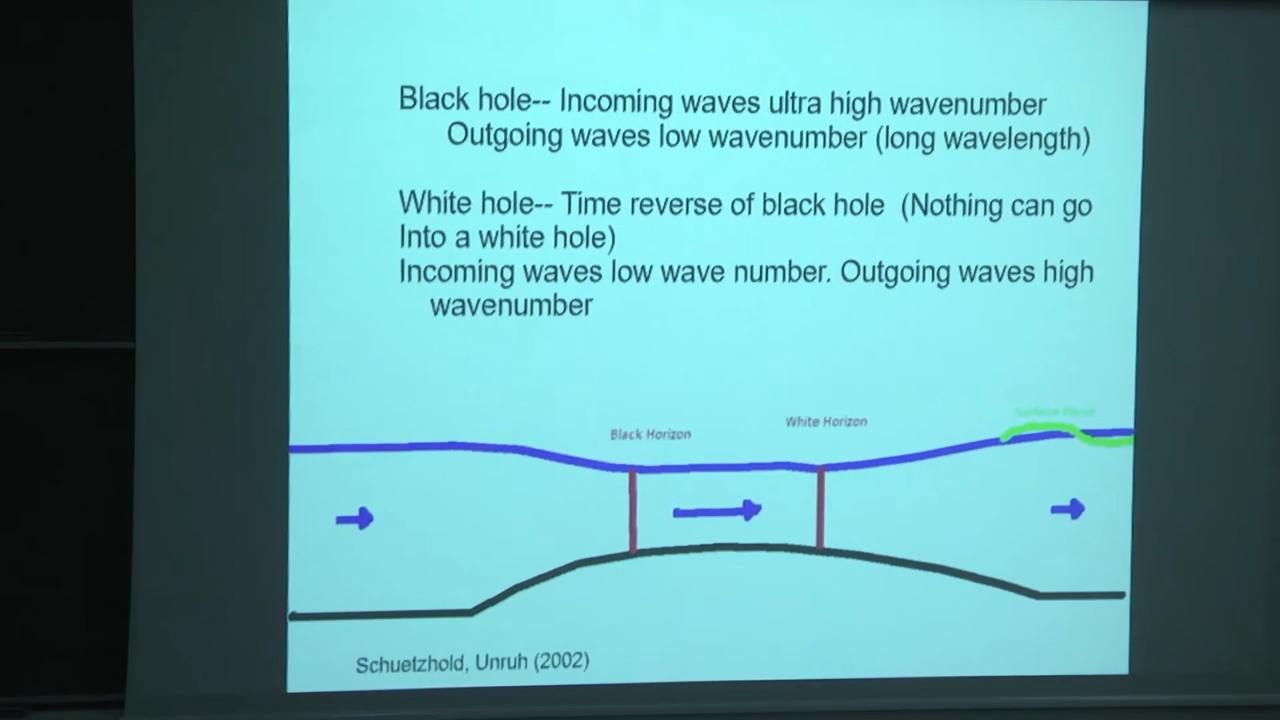 Black hole-- Incoming waves ultra high wavenumber
Outgoing waves low wavenumber (long wavelength)
White hole-- Time reverse of black hole (Nothing can go
Into a white hole)
Incoming waves low wave number. Outgoing waves high
wavenumber
Surface Wave
White Horizon
Black Horizon
Schuetzhold, Unruh (2002)